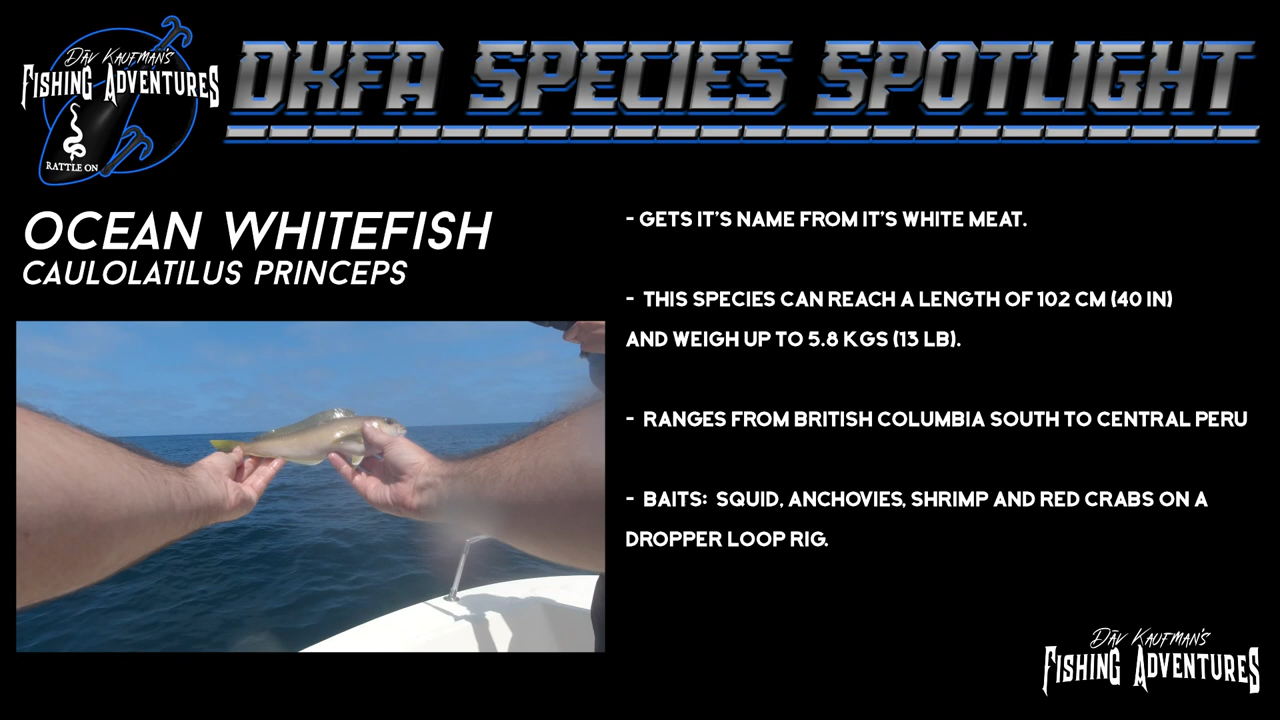 Dāv Kaufman's
Fishing Adventures
RATTLE ON
DKFA SPECIES SPOTLIGHT
OCEAN WHITEFISH
CAULOLATILUS PRINCEPS
- GETS IT'S NAME FROM IT'S WHITE MEAT.
- THIS SPECIES CAN REACH A LENGTH OF 102 CM (40 IN)
AND WEIGH UP TO 5.8 KGS (13 LB).
- RANGES FROM BRITISH COLUMBIA SOUTH TO CENTRAL PERU
- BAITS: SQUID, ANCHOVIES, SHRIMP AND RED CRABS ON A
DROPPER LOOP RIG.
Dāv Kaufman's
Fishing Adventures